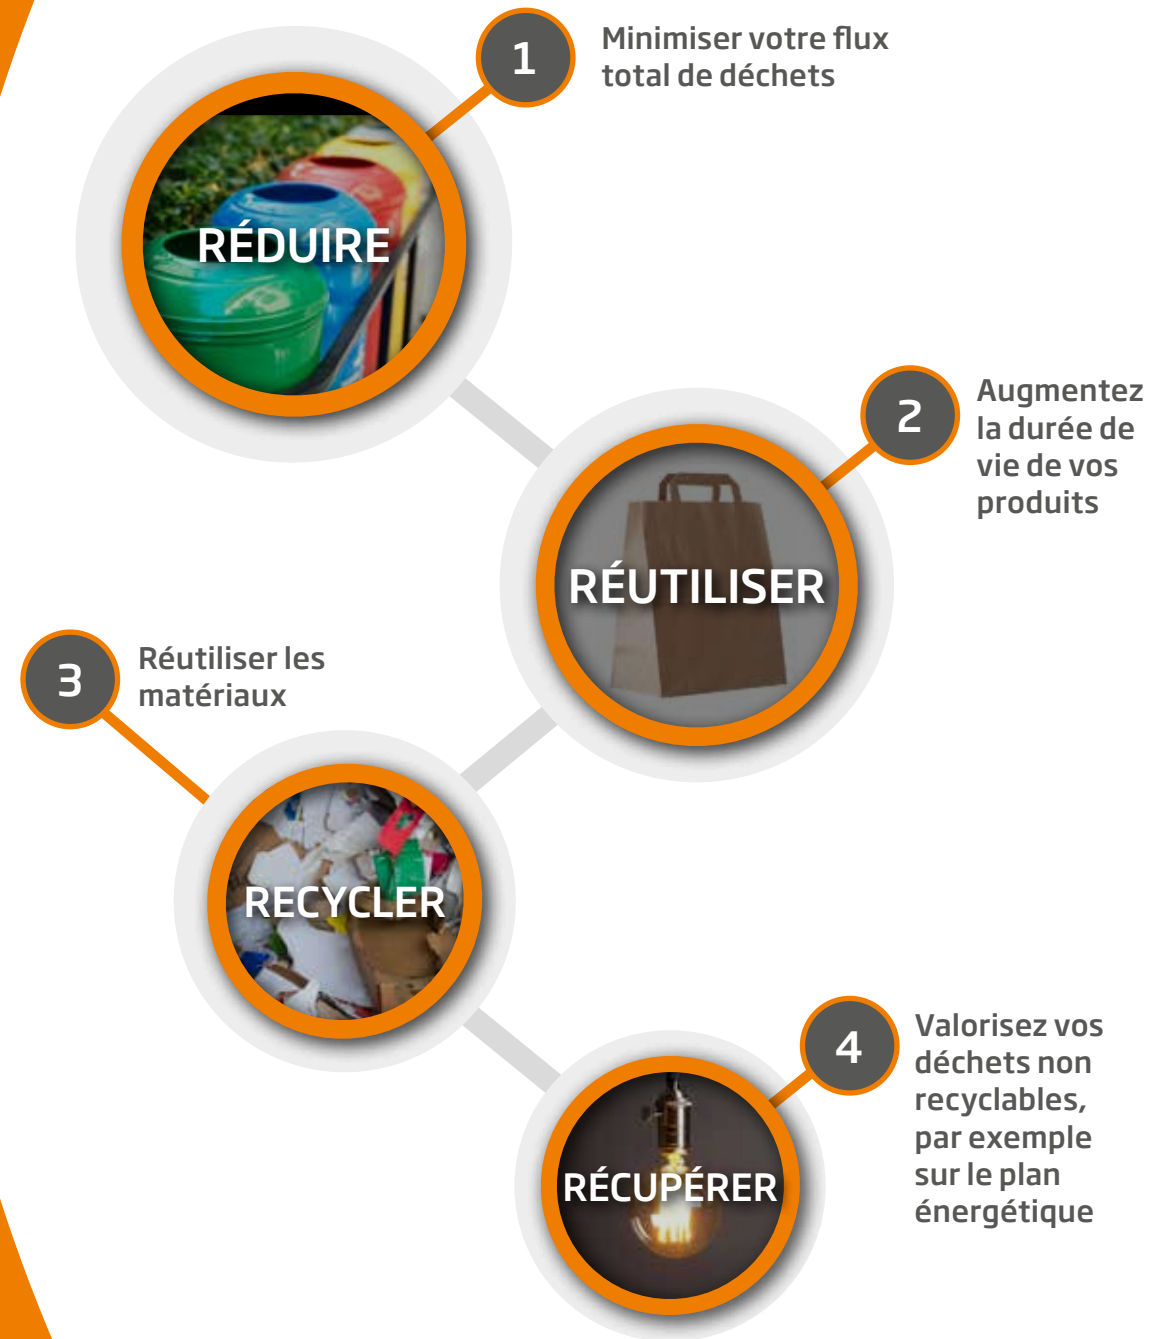 1
Minimiser votre flux
total de déchets
RÉDUIRE
2
Augmentez
la durée de
vie de vos
produits
RÉUTILISER
3
Réutiliser les
matériaux
RECYCLER
4
Valorisez vos
déchets non
recyclables,
par exemple
sur le plan
énergétique
RÉCUPÉRER